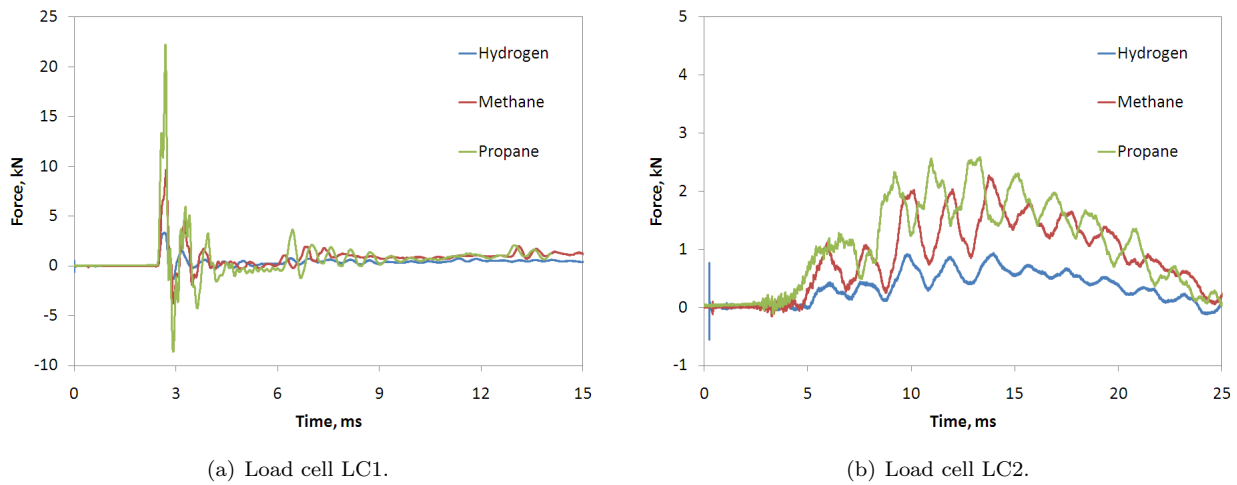 25
20
15
10
5
0
-5
-10
Force, kN
Hydrogen
Methane
Propane
0 3 6 9 12 15
Time, ms
(a) Load cell LC1.
5
4
3
2
1
0
-1
Force, kN
Hydrogen
Methane
Propane
0 5 10 15 20 25
Time, ms
(b) Load cell LC2.